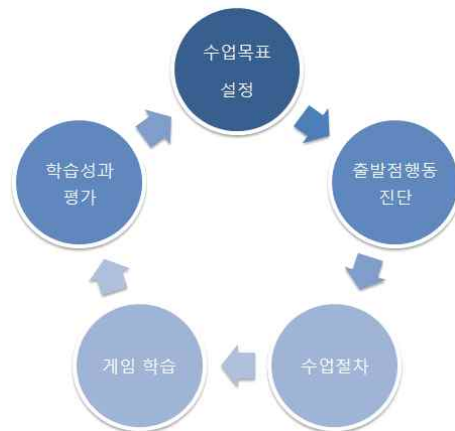 수업목표
설정
출발점행동
진단
수업절차
게임 학습
학습성과
평가